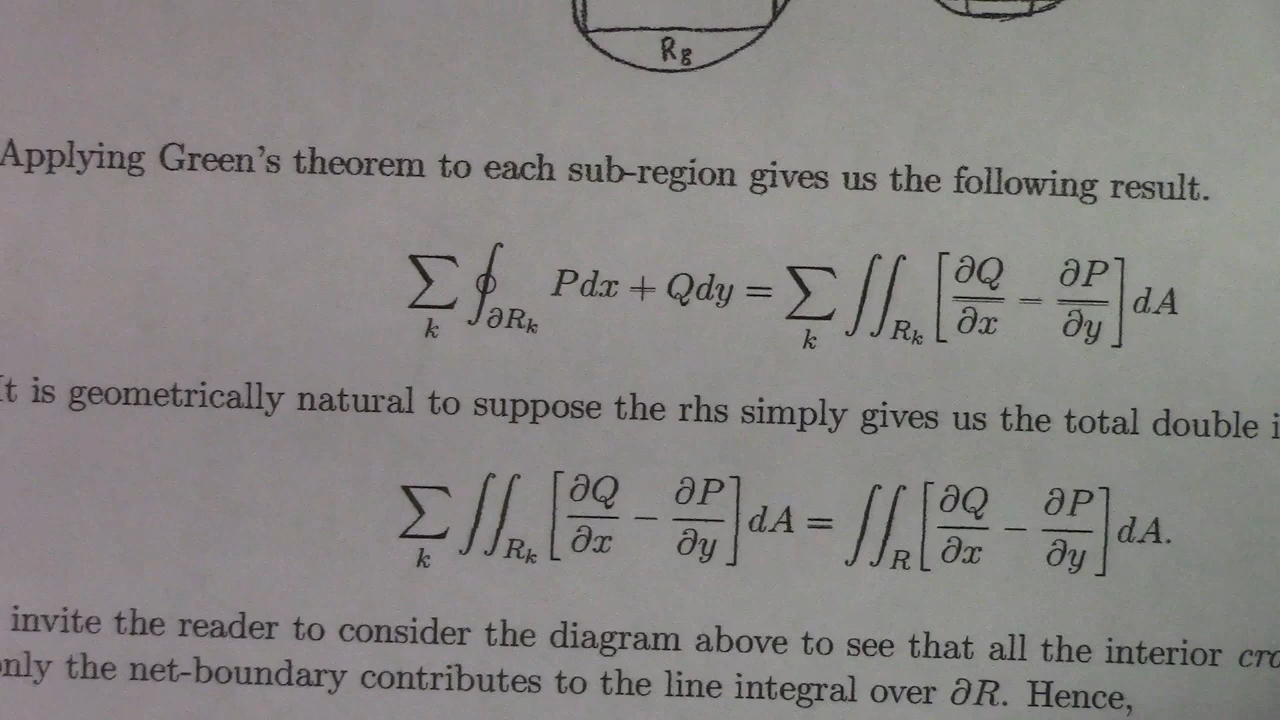 R8
Applying Green's theorem to each sub-region gives us the following result.
∑_k ∮_{∂R_k} Pdx + Qdy = ∑_k ∬_{R_k} [∂Q/∂x − ∂P/∂y] dA
It is geometrically natural to suppose the rhs simply gives us the total double
∑_k ∬_{R_k} [∂Q/∂x − ∂P/∂y] dA = ∬_R [∂Q/∂x − ∂P/∂y] dA.
invite the reader to consider the diagram above to see that all the interior
only the net-boundary contributes to the line integral over ∂R. Hence,